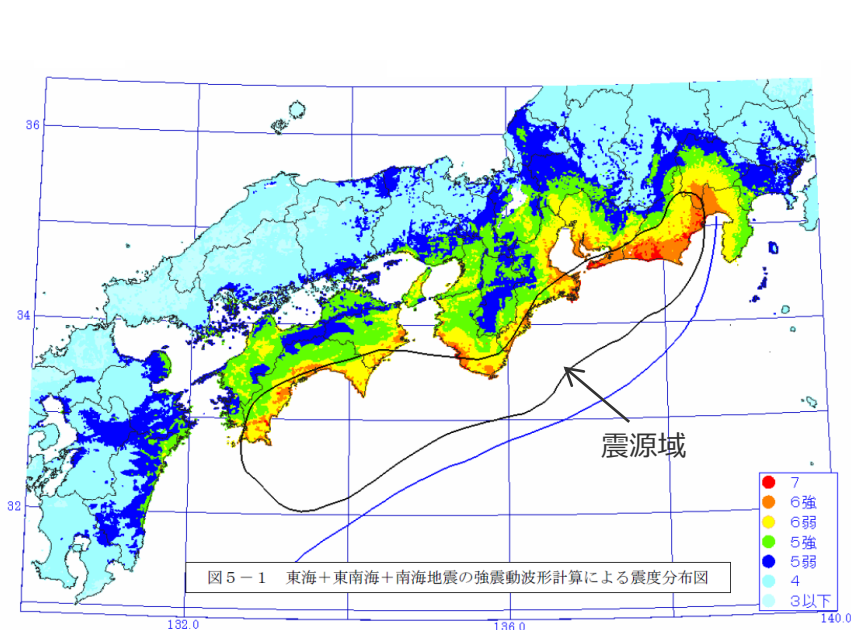 36
34
32
震源域
7
6強
6弱
5強
5弱
4
3以下
図5－1 東海＋東南海＋南海地震の強震動波形計算による震度分布図
132.0
136.0
140.0